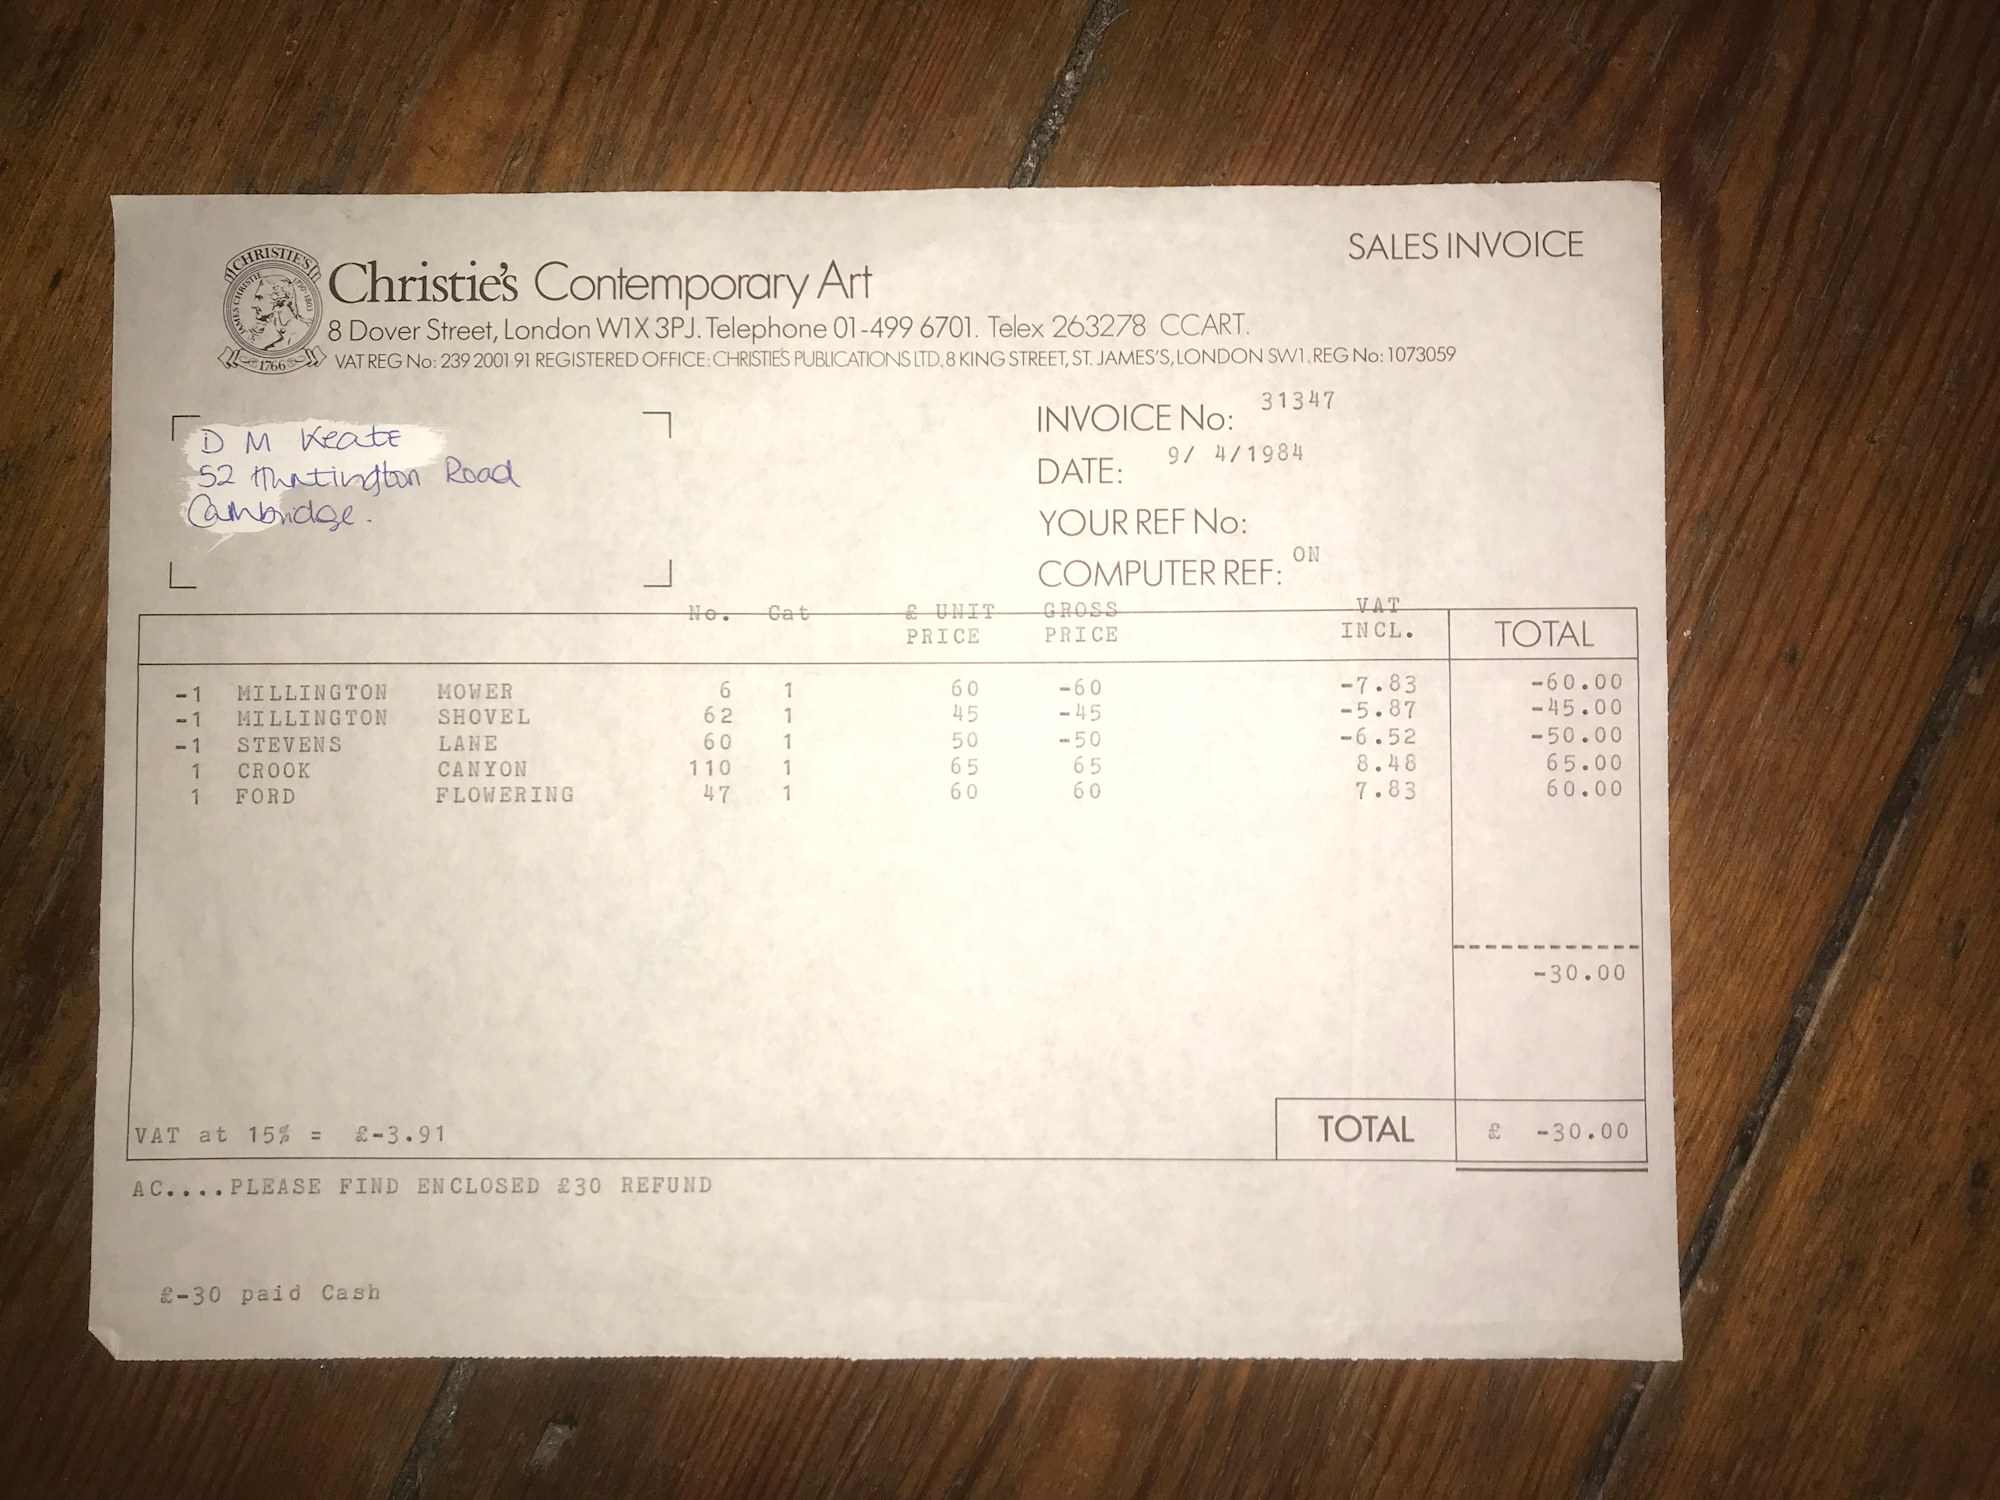 SALES INVOICE
CHRISTIE'S
JAMES CHRISTIE 1730-1803
1766
Christie's Contemporary Art
8 Dover Street, London W1X 3PJ. Telephone 01-499 6701. Telex 263278 CCART.
VAT REG No: 239 2001 91 REGISTERED OFFICE: CHRISTIE'S PUBLICATIONS LTD, 8 KING STREET, ST. JAMES'S, LONDON SW1. REG No: 1073059
D M Keate
52 Huntington Road
Cambridge.
INVOICE No: 31347
DATE: 9/ 4/1984
YOUR REF No:
COMPUTER REF: ON
No. Cat £ UNIT PRICE GROSS PRICE VAT INCL. TOTAL
-1 MILLINGTON MOWER 6 1 60 -60 -7.83 -60.00
-1 MILLINGTON SHOVEL 62 1 45 -45 -5.87 -45.00
-1 STEVENS LANE 60 1 50 -50 -6.52 -50.00
1 CROOK CANYON 110 1 65 65 8.48 65.00
1 FORD FLOWERING 47 1 60 60 7.83 60.00
-30.00
VAT at 15% = £-3.91 TOTAL £ -30.00
AC....PLEASE FIND ENCLOSED £30 REFUND
£-30 paid Cash